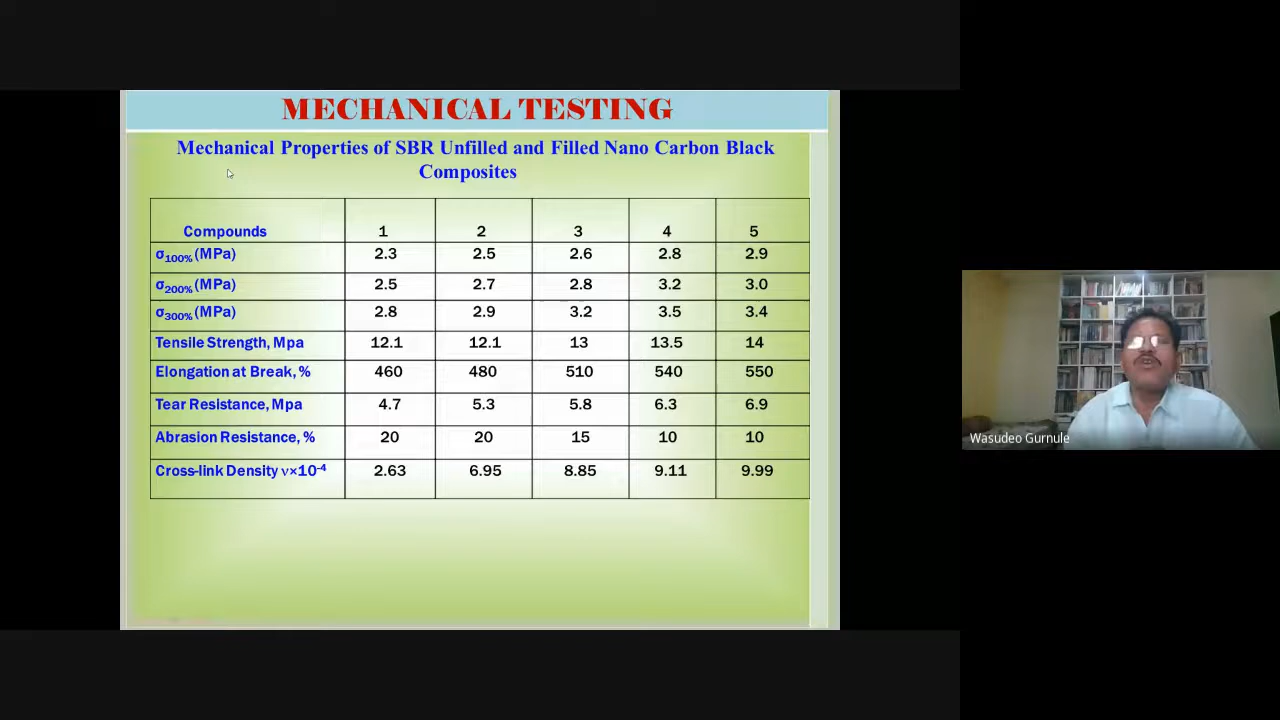 MECHANICAL TESTING
Mechanical Properties of SBR Unfilled and Filled Nano Carbon Black
Composites
Compounds 1 2 3 4 5
σ100% (MPa) 2.3 2.5 2.6 2.8 2.9
σ200% (MPa) 2.5 2.7 2.8 3.2 3.0
σ300% (MPa) 2.8 2.9 3.2 3.5 3.4
Tensile Strength, Mpa 12.1 12.1 13 13.5 14
Elongation at Break, % 460 480 510 540 550
Tear Resistance, Mpa 4.7 5.3 5.8 6.3 6.9
Abrasion Resistance, % 20 20 15 10 10
Cross-link Density ν×10⁻⁴ 2.63 6.95 8.85 9.11 9.99
Wasudeo Gurnule